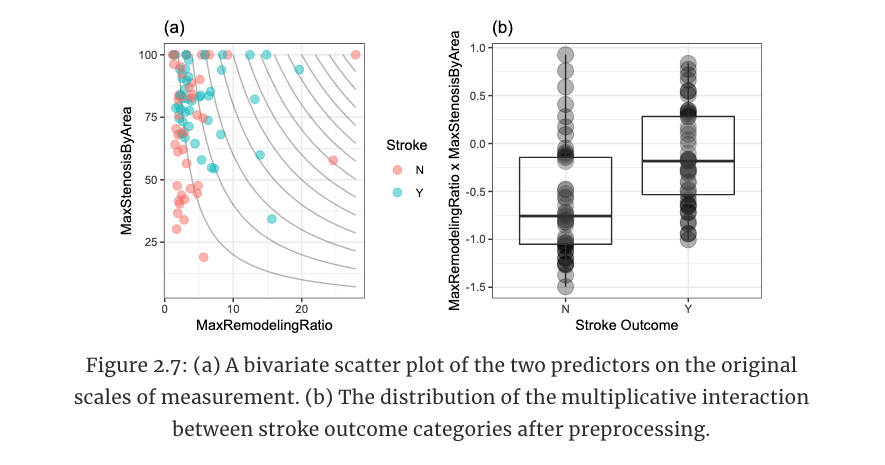 (a)
MaxStenosisByArea
100
75
50
25
0
10
20
MaxRemodelingRatio
Stroke
N
Y
(b)
MaxRemodelingRatio x MaxStenosisByArea
1.0
0.5
0.0
-0.5
-1.0
-1.5
N
Y
Stroke Outcome
Figure 2.7: (a) A bivariate scatter plot of the two predictors on the original
scales of measurement. (b) The distribution of the multiplicative interaction
between stroke outcome categories after preprocessing.